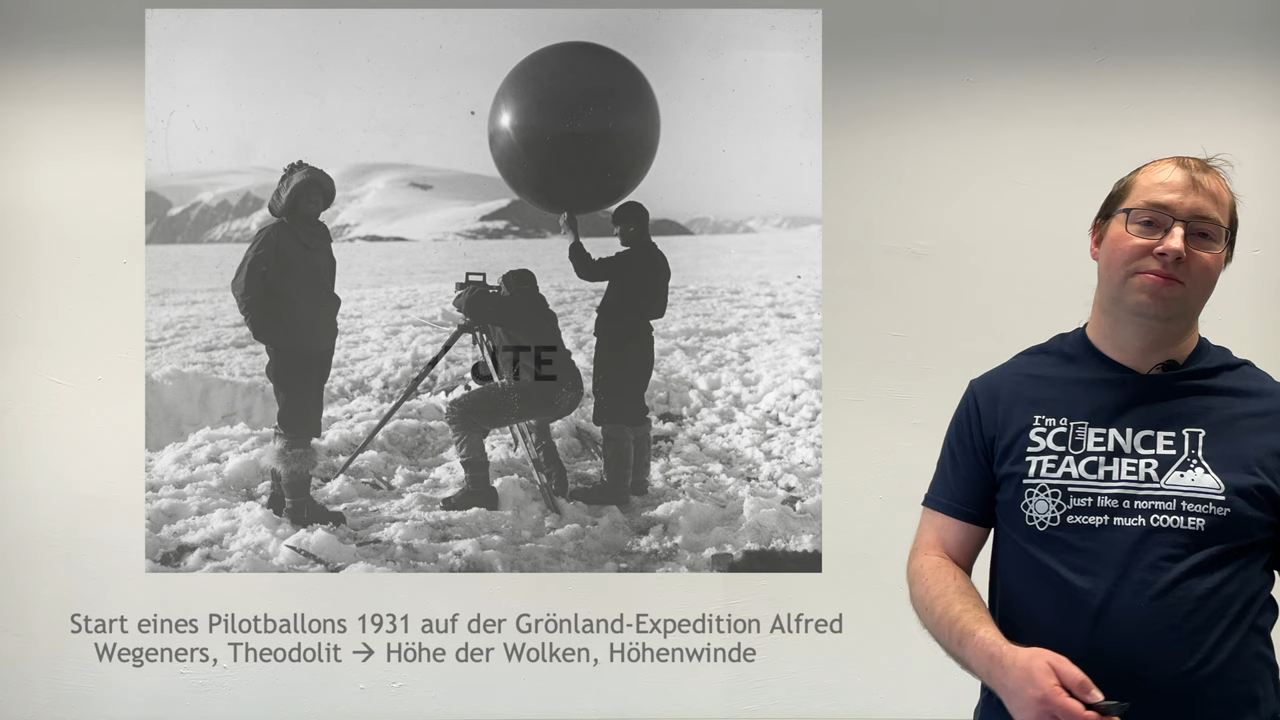 UTE
Start eines Pilotballons 1931 auf der Grönland-Expedition Alfred
Wegeners, Theodolit → Höhe der Wolken, Höhenwinde
I'm a
SCIENCE
TEACHER
just like a normal teacher
except much COOLER